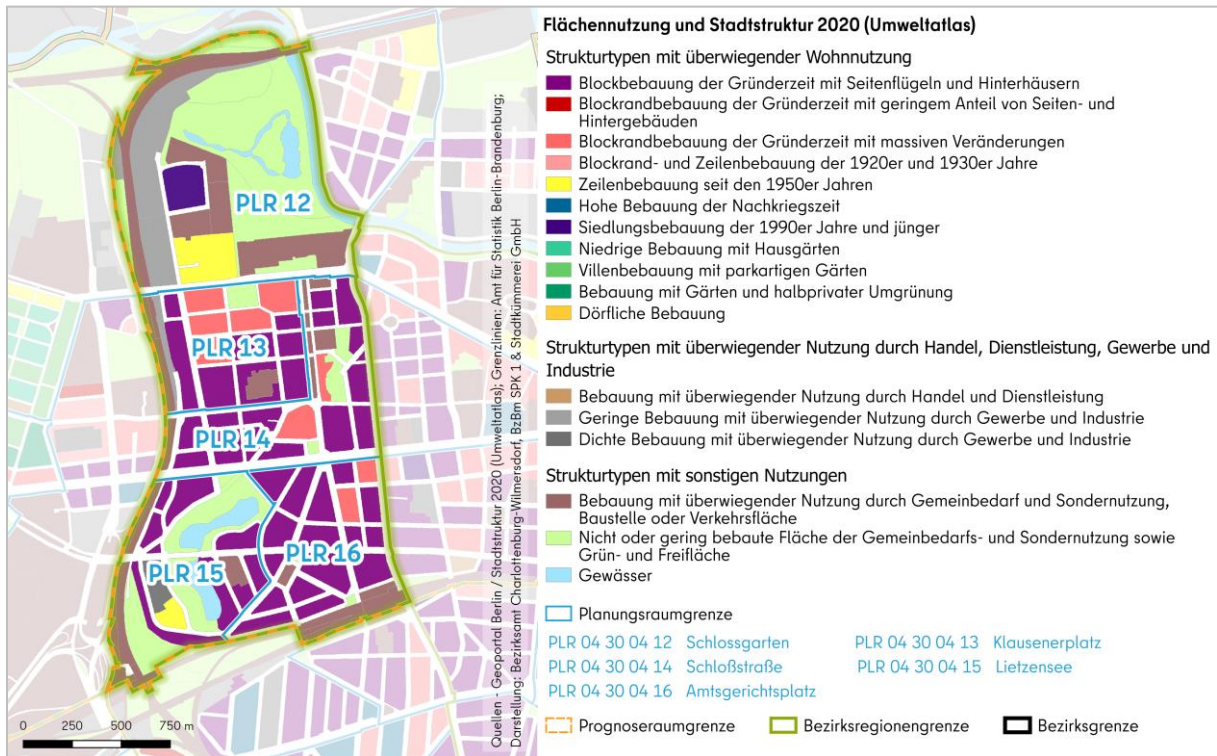 Flächennutzung und Stadtstruktur 2020 (Umweltatlas)
Strukturtypen mit überwiegender Wohnnutzung
Blockbebauung der Gründerzeit mit Seitenflügeln und Hinterhäusern
Blockrandbebauung der Gründerzeit mit geringem Anteil von Seiten- und
Hintergebäuden
Blockrandbebauung der Gründerzeit mit massiven Veränderungen
Blockrand- und Zeilenbebauung der 1920er und 1930er Jahre
Zeilenbebauung seit den 1950er Jahren
Hohe Bebauung der Nachkriegszeit
Siedlungsbebauung der 1990er Jahre und jünger
Niedrige Bebauung mit Hausgärten
Villenbebauung mit parkartigen Gärten
Bebauung mit Gärten und halbprivater Umgrünung
Dörfliche Bebauung
Strukturtypen mit überwiegender Nutzung durch Handel, Dienstleistung, Gewerbe und
Industrie
Bebauung mit überwiegender Nutzung durch Handel und Dienstleistung
Geringe Bebauung mit überwiegender Nutzung durch Gewerbe und Industrie
Dichte Bebauung mit überwiegender Nutzung durch Gewerbe und Industrie
Strukturtypen mit sonstigen Nutzungen
Bebauung mit überwiegender Nutzung durch Gemeinbedarf und Sondernutzung,
Baustelle oder Verkehrsfläche
Nicht oder gering bebaute Fläche der Gemeinbedarfs- und Sondernutzung sowie
Grün- und Freifläche
Gewässer
Planungsraumgrenze
PLR 04 30 04 12 Schlossgarten PLR 04 30 04 13 Klausenerplatz
PLR 04 30 04 14 Schloßstraße PLR 04 30 04 15 Lietzensee
PLR 04 30 04 16 Amtsgerichtsplatz
Prognoseraumgrenze Bezirksregionengrenze Bezirksgrenze
PLR 12
PLR 13
PLR 14
PLR 15
PLR 16
0 250 500 750 m
Quellen - Geoportal Berlin / Stadtstruktur 2020 (Umweltatlas); Grenzlinien: Amt für Statistik Berlin-Brandenburg;
Darstellung: Bezirksamt Charlottenburg-Wilmersdorf, BzBm SPK 1 & Stadtkümmerei GmbH